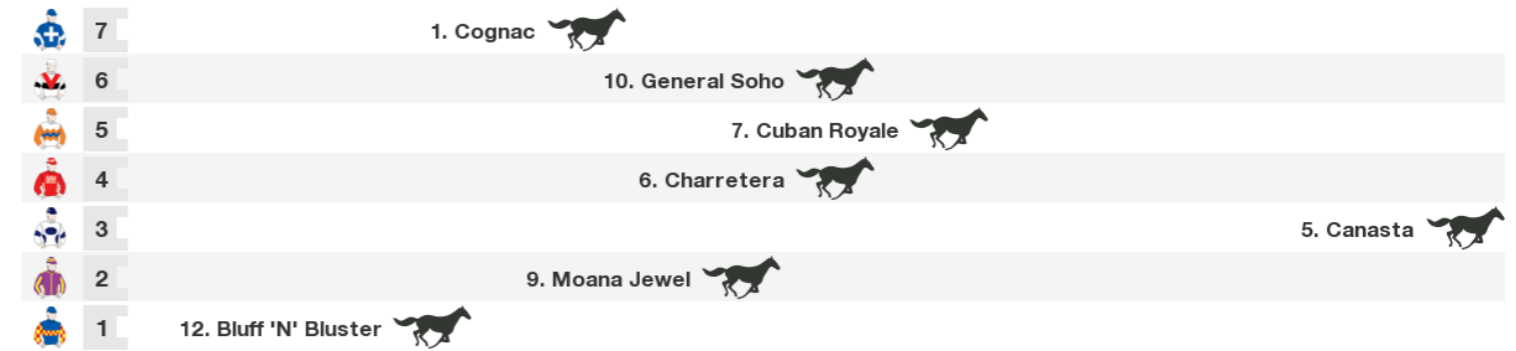 7 1. Cognac
6 10. General Soho
5 7. Cuban Royale
4 6. Charretera
3 5. Canasta
2 9. Moana Jewel
1 12. Bluff 'N' Bluster